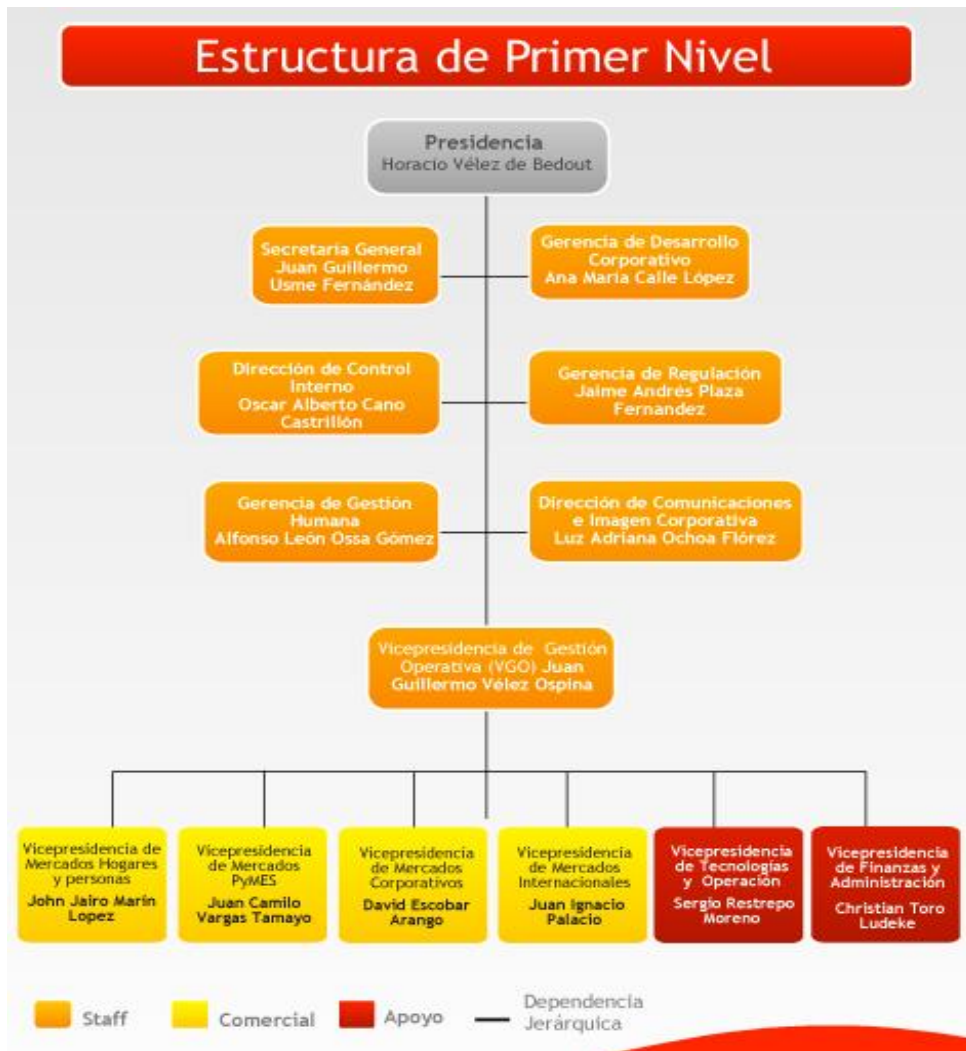 Estructura de Primer Nivel
Presidencia
Horacio Vélez de Bedout
Secretaría General
Juan Guillermo
Usme Fernández
Gerencia de Desarrollo
Corporativo
Ana María Calle López
Dirección de Control
Interno
Oscar Alberto Cano
Castrillón
Gerencia de Regulación
Jaime Andrés Plaza
Fernandez
Gerencia de Gestión
Humana
Alfonso León Ossa Gómez
Dirección de Comunicaciones
e Imagen Corporativa
Luz Adriana Ochoa Flórez
Vicepresidencia de Gestión
Operativa (VGO) Juan
Guillermo Vélez Ospina
Vicepresidencia de
Mercados Hogares
y personas
John Jairo Marín
Lopez
Vicepresidencia
de Mercados
PyMES
Juan Camilo
Vargas Tamayo
Vicepresidencia
de Mercados
Corporativos
David Escobar
Arango
Vicepresidencia
de Mercados
Internacionales
Juan Ignacio
Palacio
Vicepresidencia
de Tecnologías
y Operación
Sergio Restrepo
Moreno
Vicepresidencia
de Finanzas y
Administración
Christian Toro
Ludeke
Staff
Comercial
Apoyo
Dependencia
Jerárquica